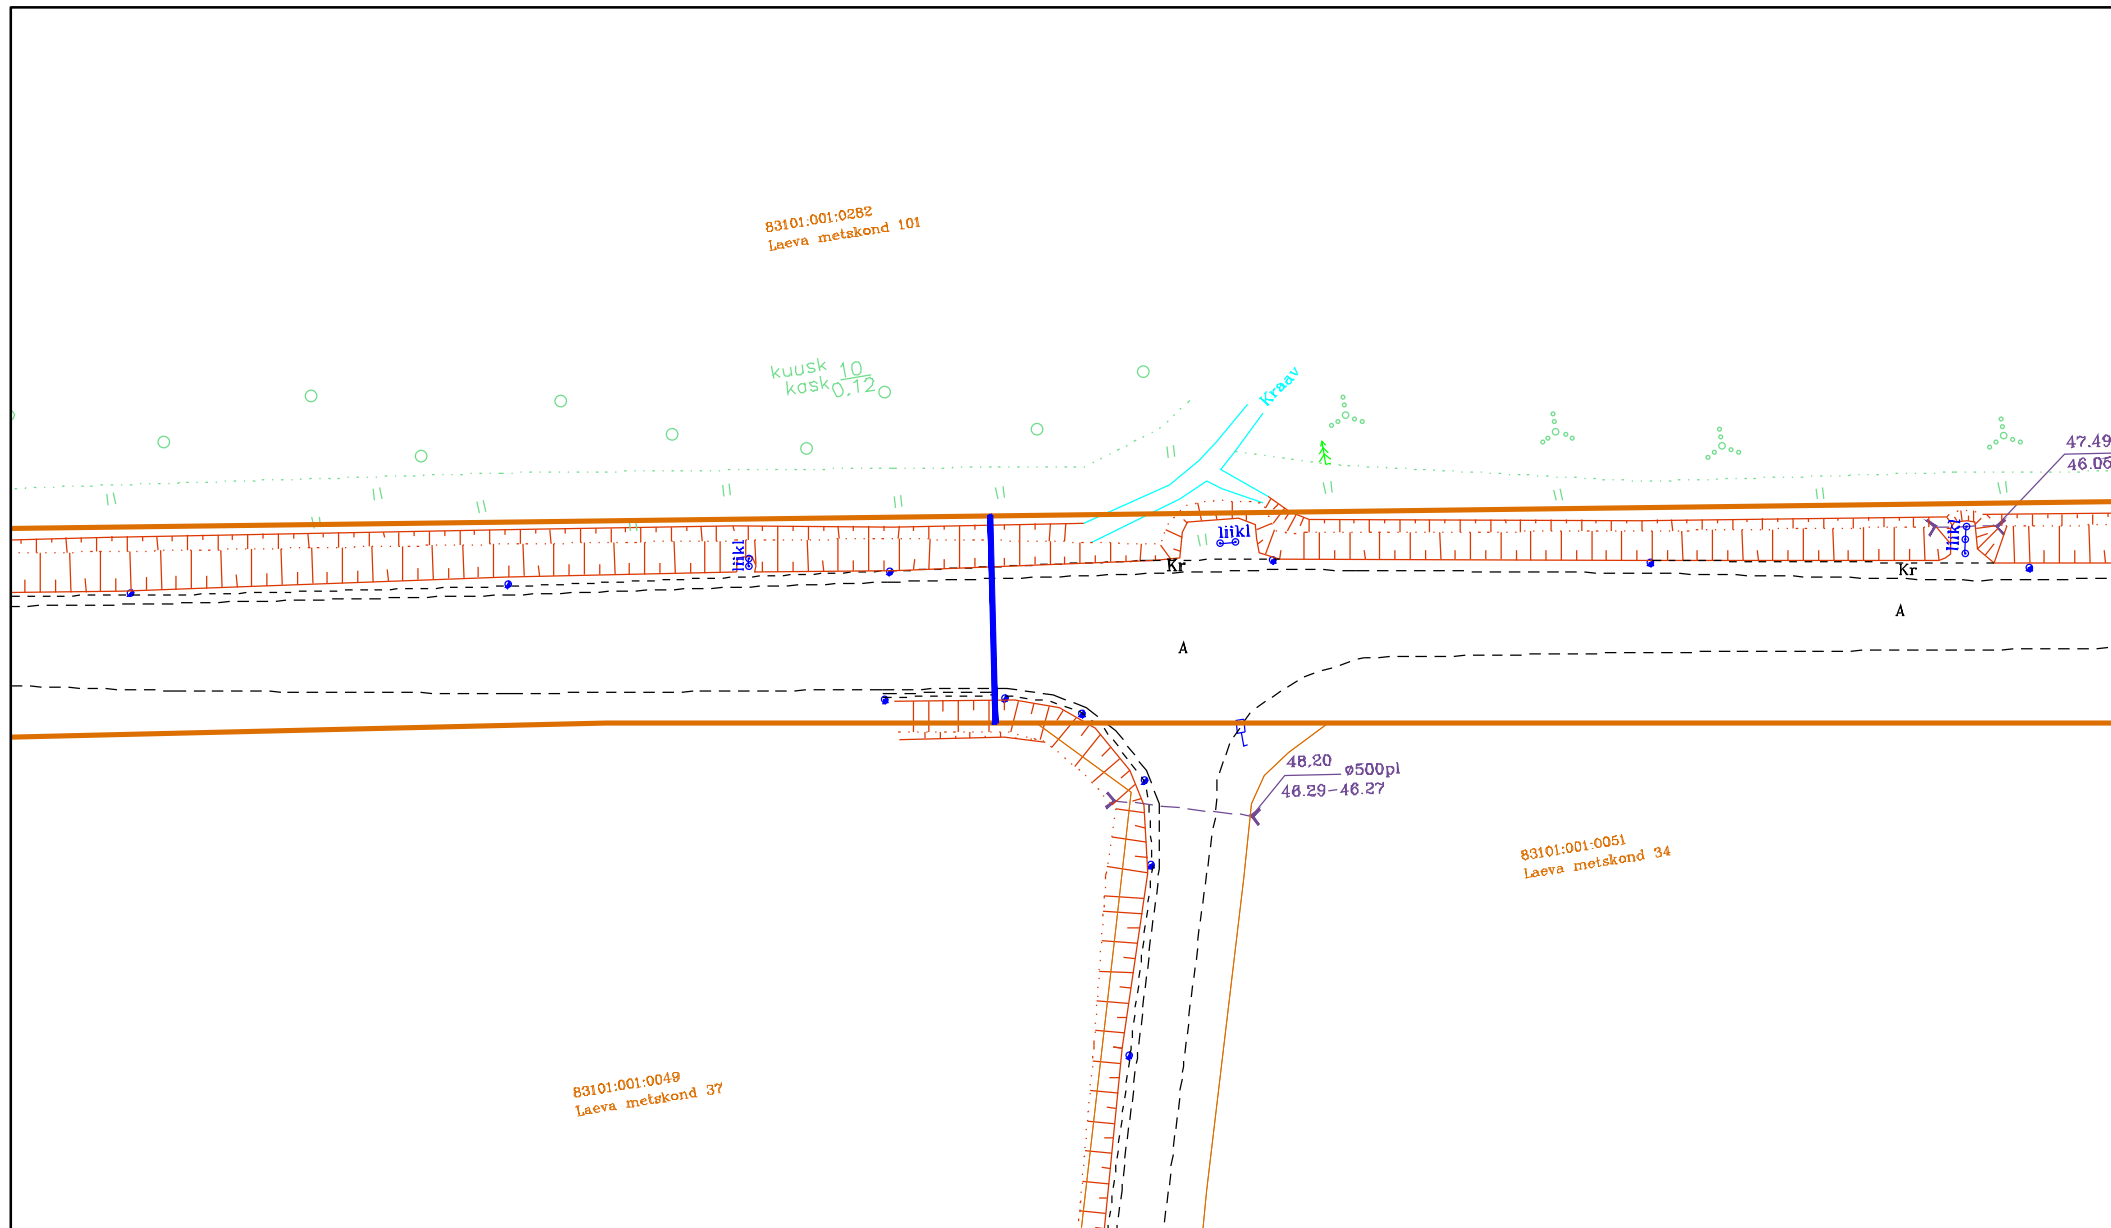 83101:001:0282
Laeva metskond 101
kuusk 10
kask 0.12
Kraav
47.49
46.06
liikl
liikl
liikl
Kr
Kr
A
A
48.20 ø500pl
46.29-46.27
83101:001:0051
Laeva metskond 34
83101:001:0049
Laeva metskond 37